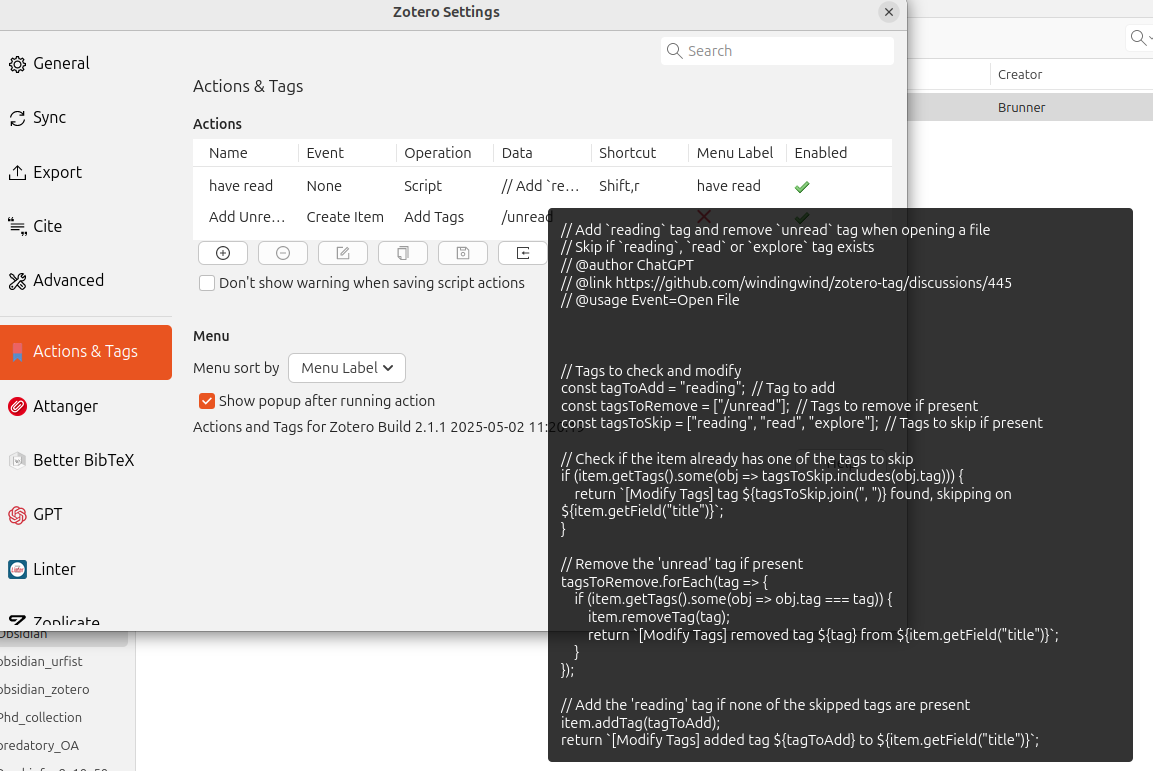 Zotero Settings
General
Sync
Export
Cite
Advanced
Actions & Tags
Attanger
Better BibTeX
GPT
Linter
Zoplicate
Search
Actions & Tags
Actions
Name Event Operation Data Shortcut Menu Label Enabled
have read None Script // Add `re… Shift,r have read
Add Unre… Create Item Add Tags /unread
Don't show warning when saving script actions
Menu
Menu sort by Menu Label
Show popup after running action
Actions and Tags for Zotero Build 2.1.1 2025-05-02 11:20:15
// Add `reading` tag and remove `unread` tag when opening a file
// Skip if `reading`, `read` or `explore` tag exists
// @author ChatGPT
// @link https://github.com/windingwind/zotero-tag/discussions/445
// @usage Event=Open File
// Tags to check and modify
const tagToAdd = "reading";  // Tag to add
const tagsToRemove = ["/unread"];  // Tags to remove if present
const tagsToSkip = ["reading", "read", "explore"];  // Tags to skip if present
// Check if the item already has one of the tags to skip
if (item.getTags().some(obj => tagsToSkip.includes(obj.tag))) {
return `[Modify Tags] tag ${tagsToSkip.join(", ")} found, skipping on
${item.getField("title")}`;
}
// Remove the 'unread' tag if present
tagsToRemove.forEach(tag => {
if (item.getTags().some(obj => obj.tag === tag)) {
item.removeTag(tag);
return `[Modify Tags] removed tag ${tag} from ${item.getField("title")}`;
}
});
// Add the 'reading' tag if none of the skipped tags are present
item.addTag(tagToAdd);
return `[Modify Tags] added tag ${tagToAdd} to ${item.getField("title")}`;
Creator
Brunner
Obsidian
obsidian_urfist
obsidian_zotero
Phd_collection
predatory_OA